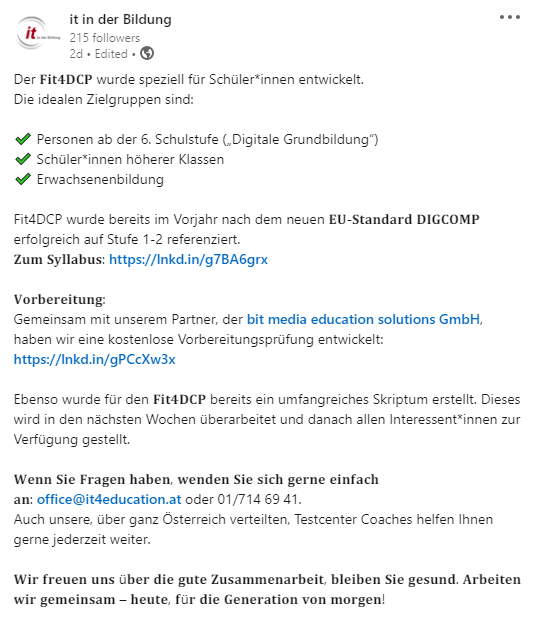 it in der Bildung
it in der Bildung
215 followers
2d • Edited •
Der Fit4DCP wurde speziell für Schüler*innen entwickelt.
Die idealen Zielgruppen sind:
✔ Personen ab der 6. Schulstufe („Digitale Grundbildung“)
✔ Schüler*innen höherer Klassen
✔ Erwachsenenbildung
Fit4DCP wurde bereits im Vorjahr nach dem neuen EU-Standard DIGCOMP
erfolgreich auf Stufe 1-2 referenziert.
Zum Syllabus: https://lnkd.in/g7BA6grx
Vorbereitung:
Gemeinsam mit unserem Partner, der bit media education solutions GmbH,
haben wir eine kostenlose Vorbereitungsprüfung entwickelt:
https://lnkd.in/gPCcXw3x
Ebenso wurde für den Fit4DCP bereits ein umfangreiches Skriptum erstellt. Dieses
wird in den nächsten Wochen überarbeitet und danach allen Interessent*innen zur
Verfügung gestellt.
Wenn Sie Fragen haben, wenden Sie sich gerne einfach
an: office@it4education.at oder 01/714 69 41.
Auch unsere, über ganz Österreich verteilten, Testcenter Coaches helfen Ihnen
gerne jederzeit weiter.
Wir freuen uns über die gute Zusammenarbeit, bleiben Sie gesund. Arbeiten
wir gemeinsam – heute, für die Generation von morgen!